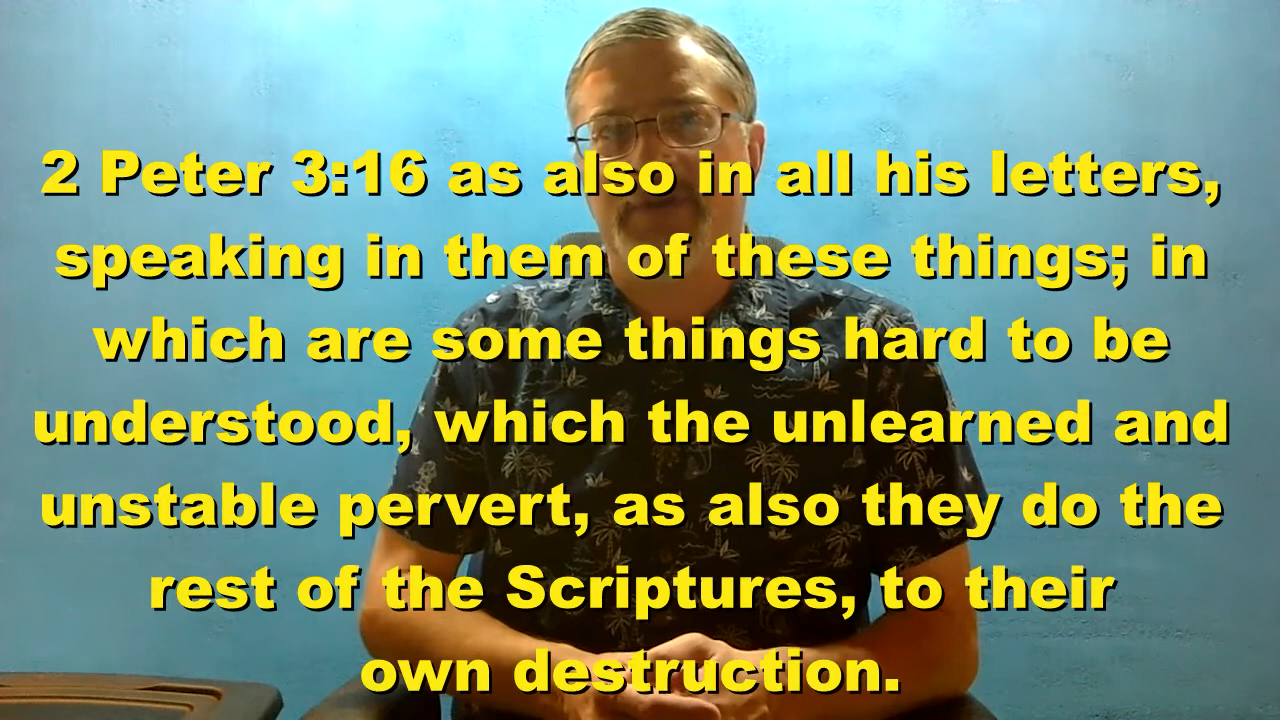 2 Peter 3:16 as also in all his letters,
speaking in them of these things; in
which are some things hard to be
understood, which the unlearned and
unstable pervert, as also they do the
rest of the Scriptures, to their
own destruction.